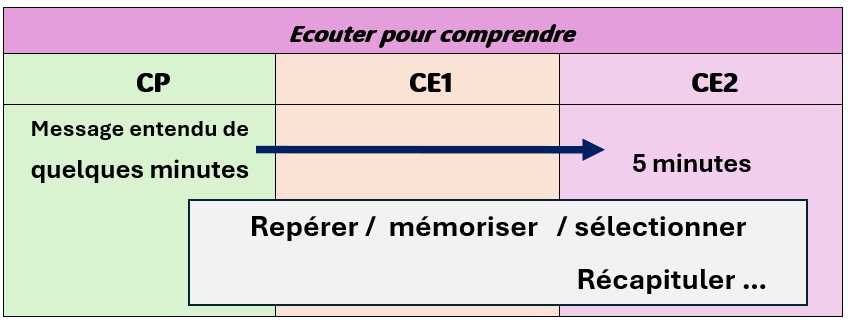 Ecouter pour comprendre
CP
CE1
CE2
Message entendu de
quelques minutes
5 minutes
Repérer / mémoriser / sélectionner
Récapituler ...